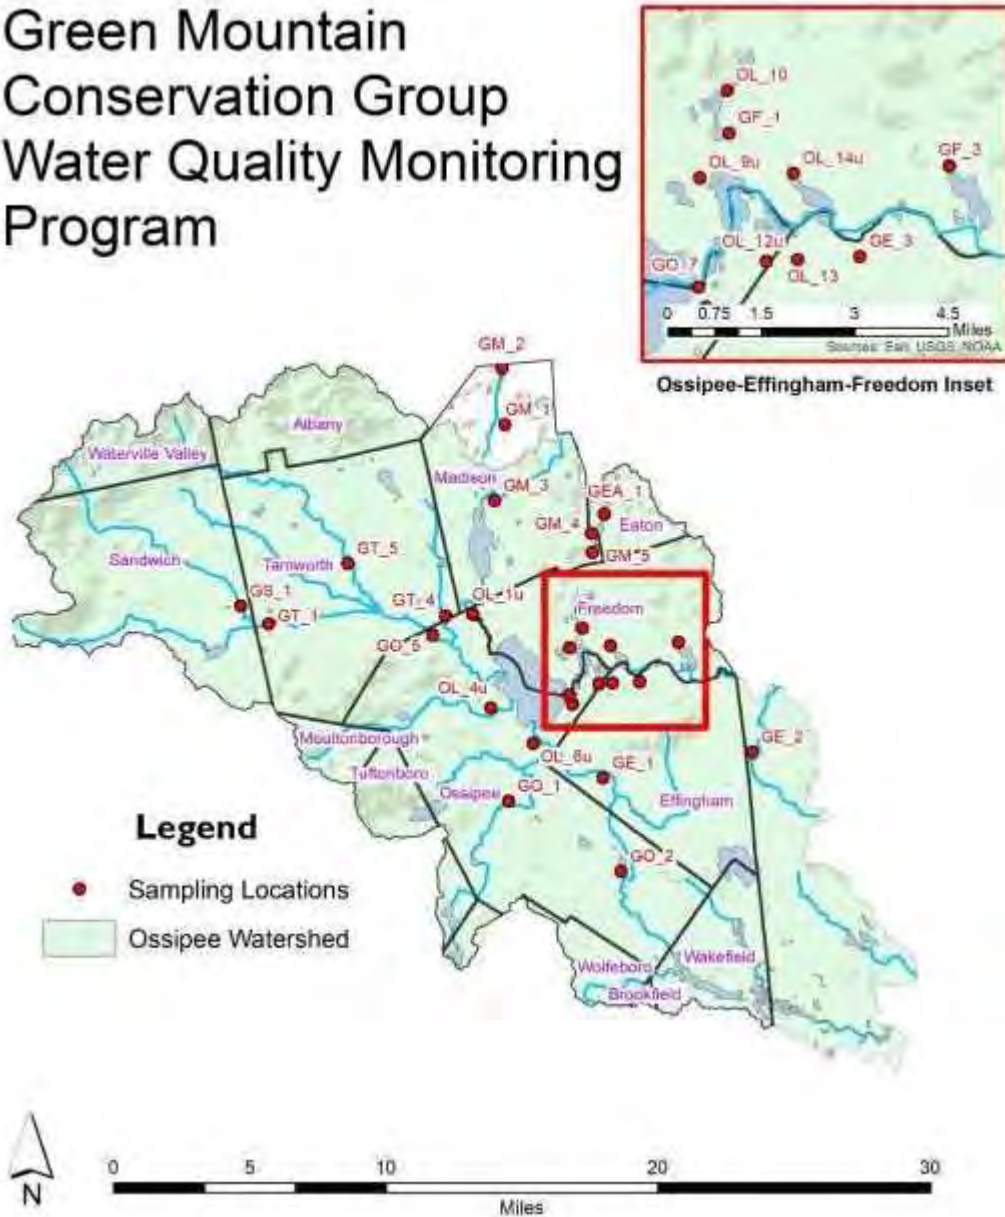 Green Mountain
Conservation Group
Water Quality Monitoring
Program
OL_10
GF_1
OL_9u
OL_14u
GF_3
OL_12u
GE_3
GO_7
OL_13
0 0.75 1.5 3 4.5
Miles
Sources: Esri, USGS, NOAA
Ossipee-Effingham-Freedom Inset
GM_2
GM_1
Albany
Waterville Valley
Madison
GM_3
GEA_1
GM_4
Eaton
GT_5
GM_5
Sandwich
Tamworth
GS_1
GT_1
GT_4
OL_1u
Freedom
GO_5
OL_4u
Moultonborough
OL_6u
GE_2
Tuftonboro
GE_1
Ossipee
GO_1
Effingham
Legend
GO_2
Sampling Locations
Ossipee Watershed
Wakefield
Wolfeboro
Brookfield
N
0 5 10 20 30
Miles